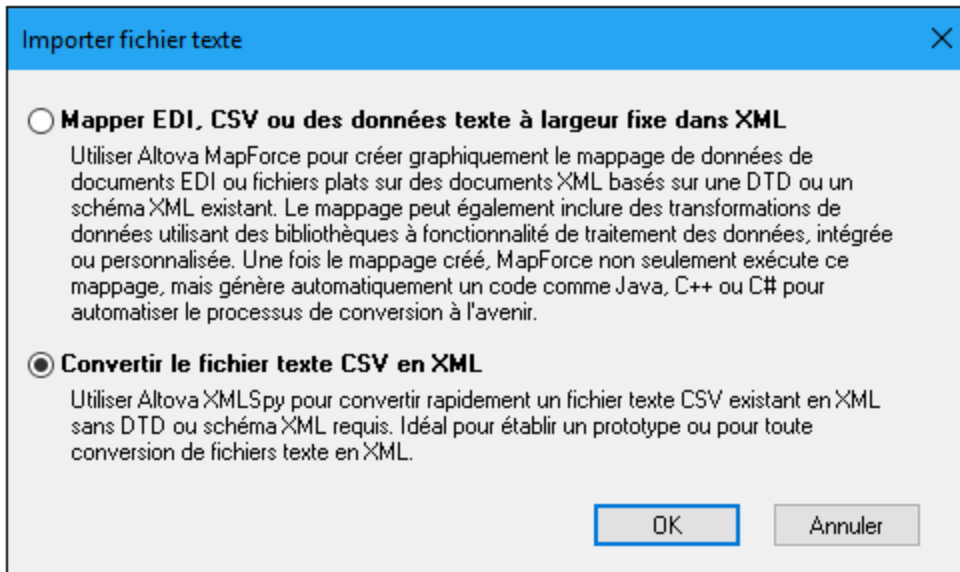 Importer fichier texte
Mapper EDI, CSV ou des données texte à largeur fixe dans XML
Utiliser Altova MapForce pour créer graphiquement le mappage de données de
documents EDI ou fichiers plats sur des documents XML basés sur une DTD ou un
schéma XML existant. Le mappage peut également inclure des transformations de
données utilisant des bibliothèques à fonctionnalité de traitement des données, intégrée
ou personnalisée. Une fois le mappage créé, MapForce non seulement exécute ce
mappage, mais génère automatiquement un code comme Java, C++ ou C# pour
automatiser le processus de conversion à l'avenir.
Convertir le fichier texte CSV en XML
Utiliser Altova XMLSpy pour convertir rapidement un fichier texte CSV existant en XML
sans DTD ou schéma XML requis. Idéal pour établir un prototype ou pour toute
conversion de fichiers texte en XML.
OK
Annuler